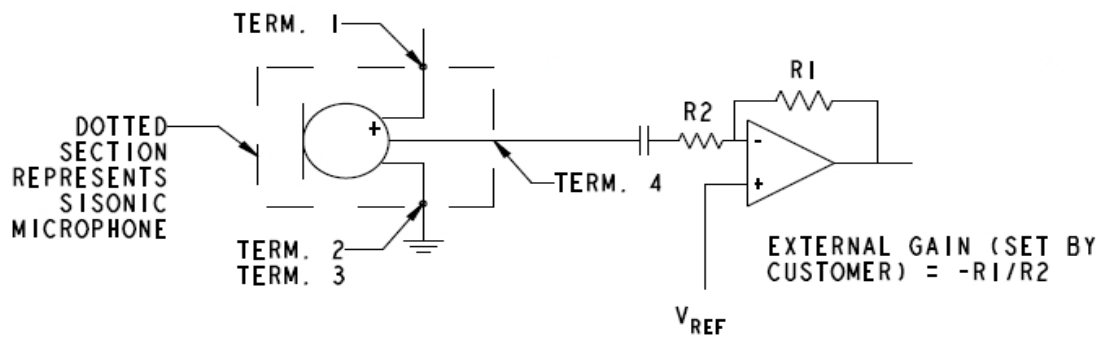 TERM. 1
R1
R2
DOTTED
SECTION
REPRESENTS
SISONIC
MICROPHONE
+
-
+
TERM. 4
TERM. 2
TERM. 3
EXTERNAL GAIN (SET BY
CUSTOMER) = -R1/R2
VREF